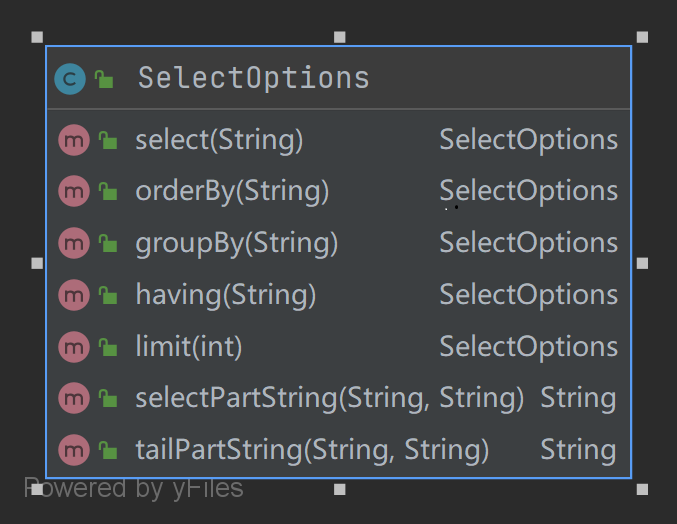 C SelectOptions
m select(String) SelectOptions
m orderBy(String) SelectOptions
m groupBy(String) SelectOptions
m having(String) SelectOptions
m limit(int) SelectOptions
m selectPartString(String, String) String
m tailPartString(String, String) String
Powered by yFiles